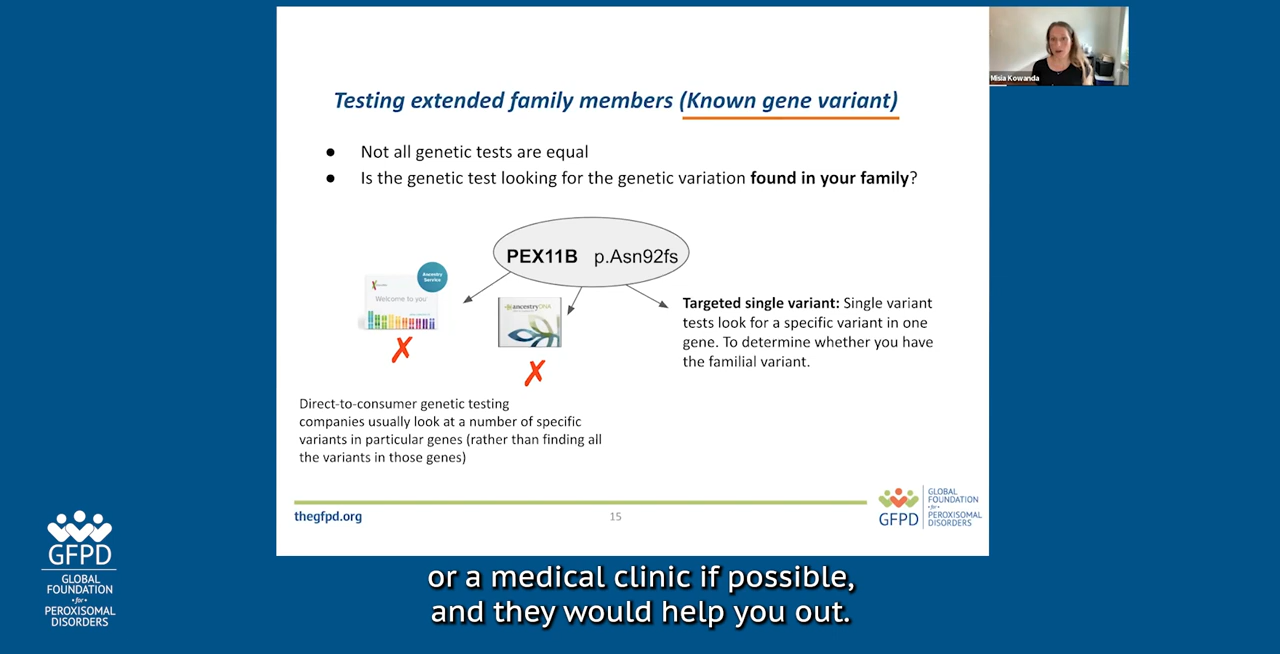 Misia Kowanda
Testing extended family members (Known gene variant)
● Not all genetic tests are equal
● Is the genetic test looking for the genetic variation found in your family?
PEX11B p.Asn92fs
Ancestry
Service
Welcome to you
ancestryDNA
Targeted single variant: Single variant
tests look for a specific variant in one
gene. To determine whether you have
the familial variant.
✗
✗
Direct-to-consumer genetic testing
companies usually look at a number of specific
variants in particular genes (rather than finding all
the variants in those genes)
thegfpd.org
15
GFPD
GLOBAL
FOUNDATION
•for•
PEROXISOMAL
DISORDERS
GFPD
GLOBAL
FOUNDATION
•for•
PEROXISOMAL
DISORDERS
or a medical clinic if possible,
and they would help you out.